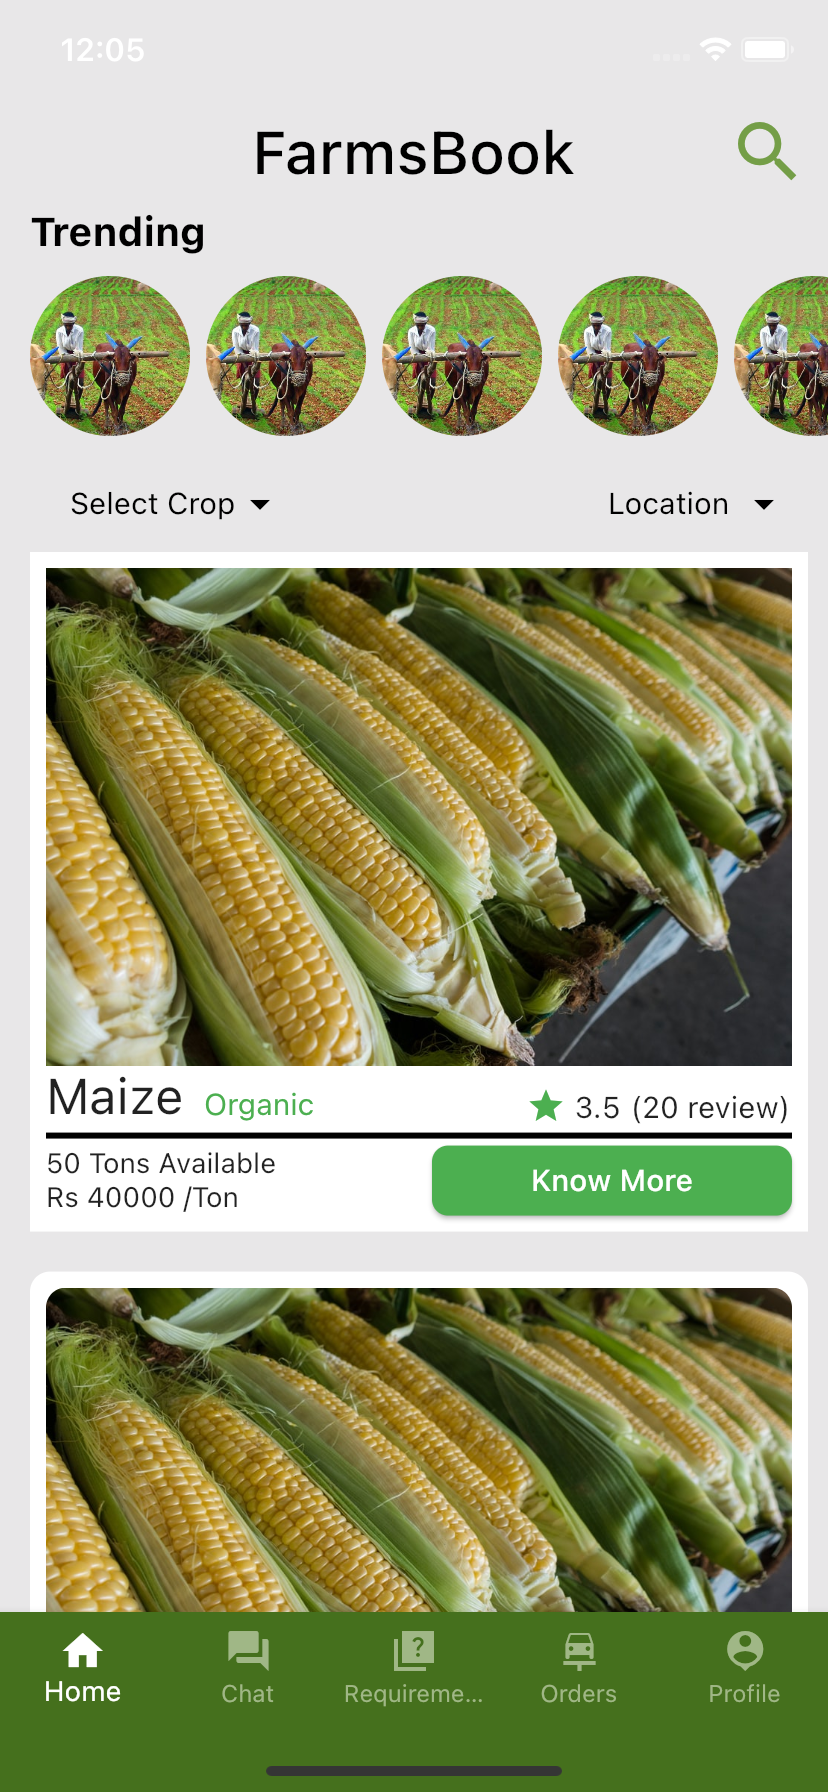 12:05
FarmsBook
Trending
Select Crop
Location
Maize Organic
3.5 (20 review)
50 Tons Available
Rs 40000 /Ton
Know More
Home
Chat
Requireme...
Orders
Profile